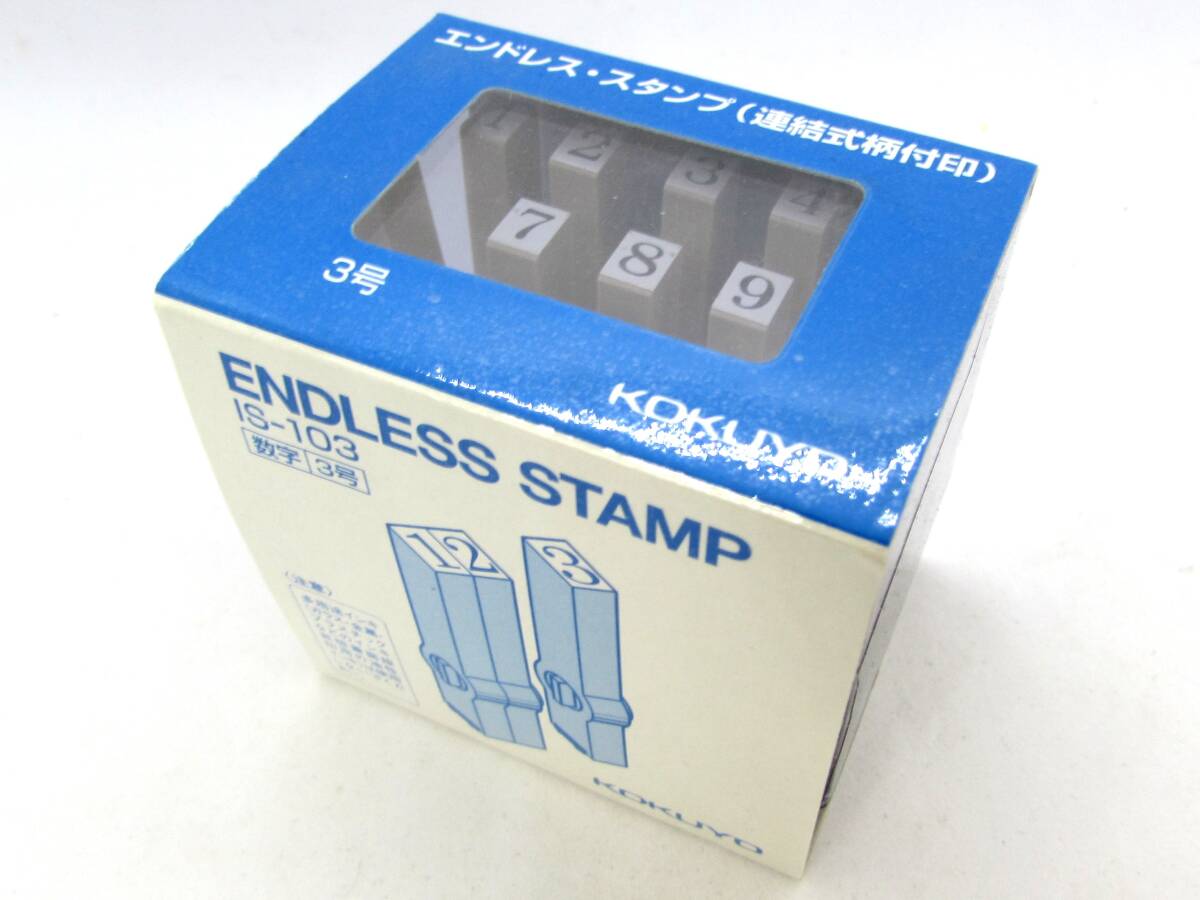 エンドレス・スタンプ(連結式柄付印)
1 2 3 4
7 8 9
3号
KOKUYO
ENDLESS STAMP
IS-103
数字 3号
12 3
(注意)
KOKUYO